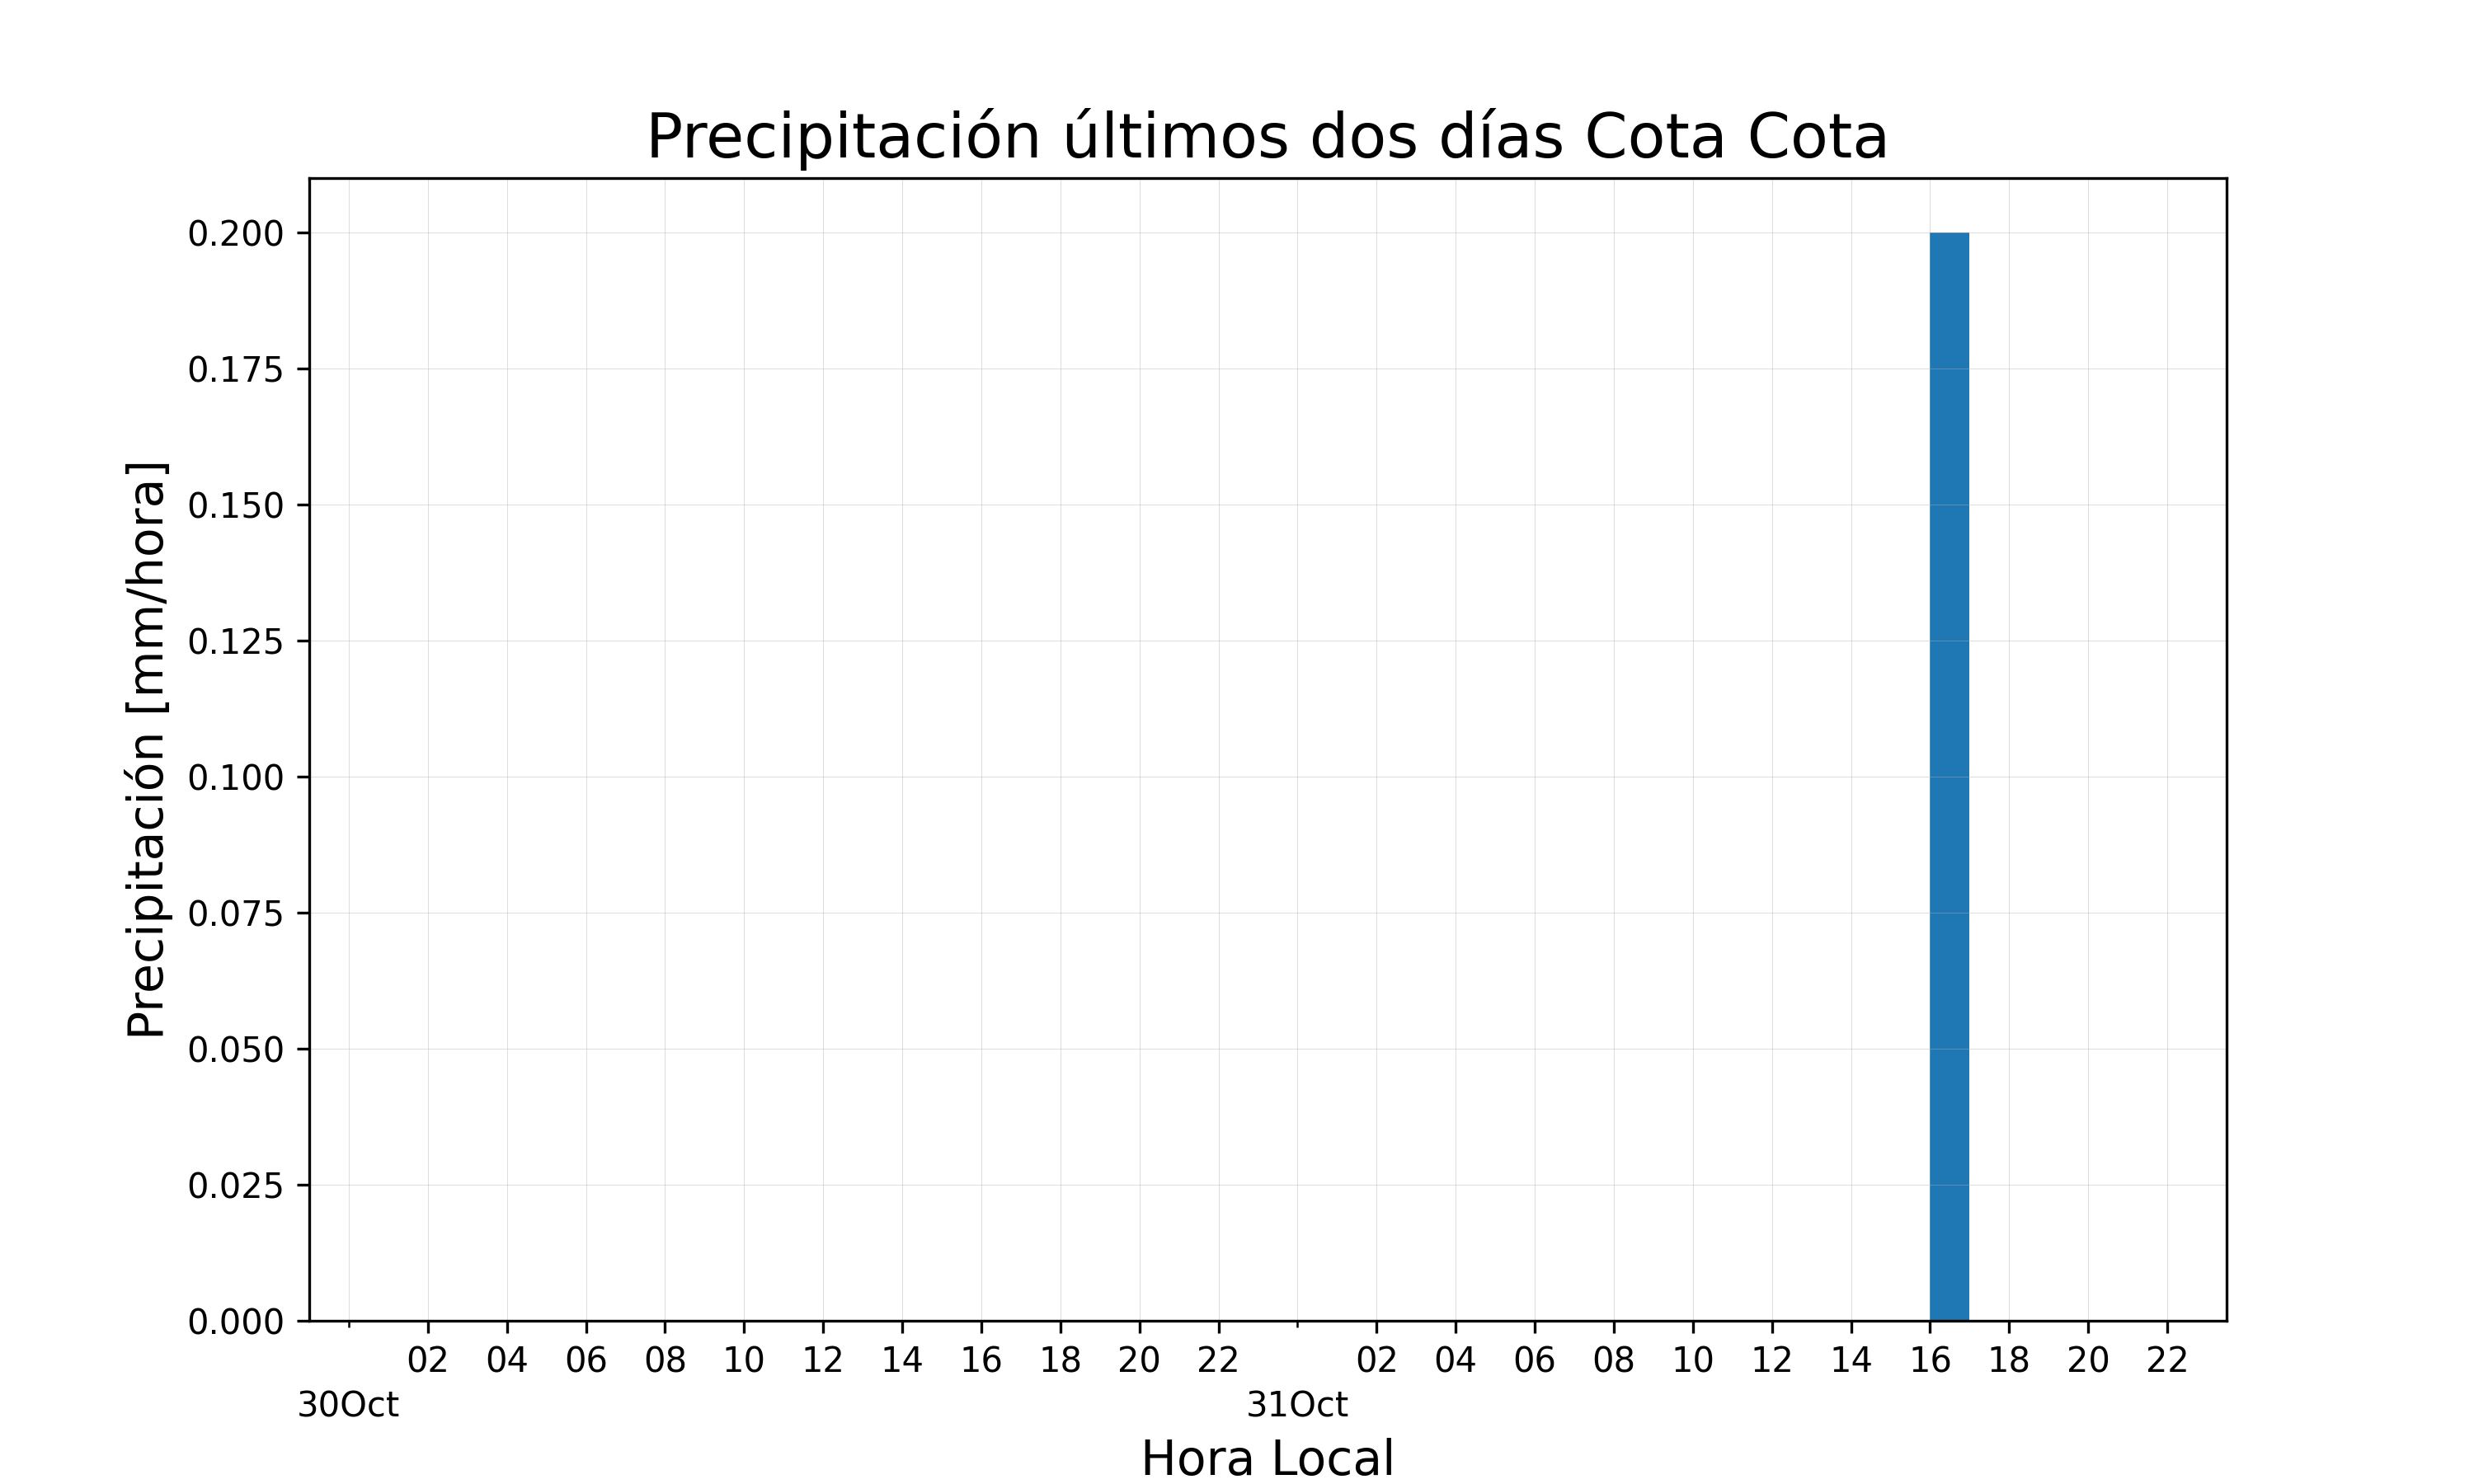 Precipitación últimos dos días Cota Cota
Precipitación [mm/hora]
0.200
0.175
0.150
0.125
0.100
0.075
0.050
0.025
0.000
02 04 06 08 10 12 14 16 18 20 22 02 04 06 08 10 12 14 16 18 20 22
30Oct 31Oct
Hora Local